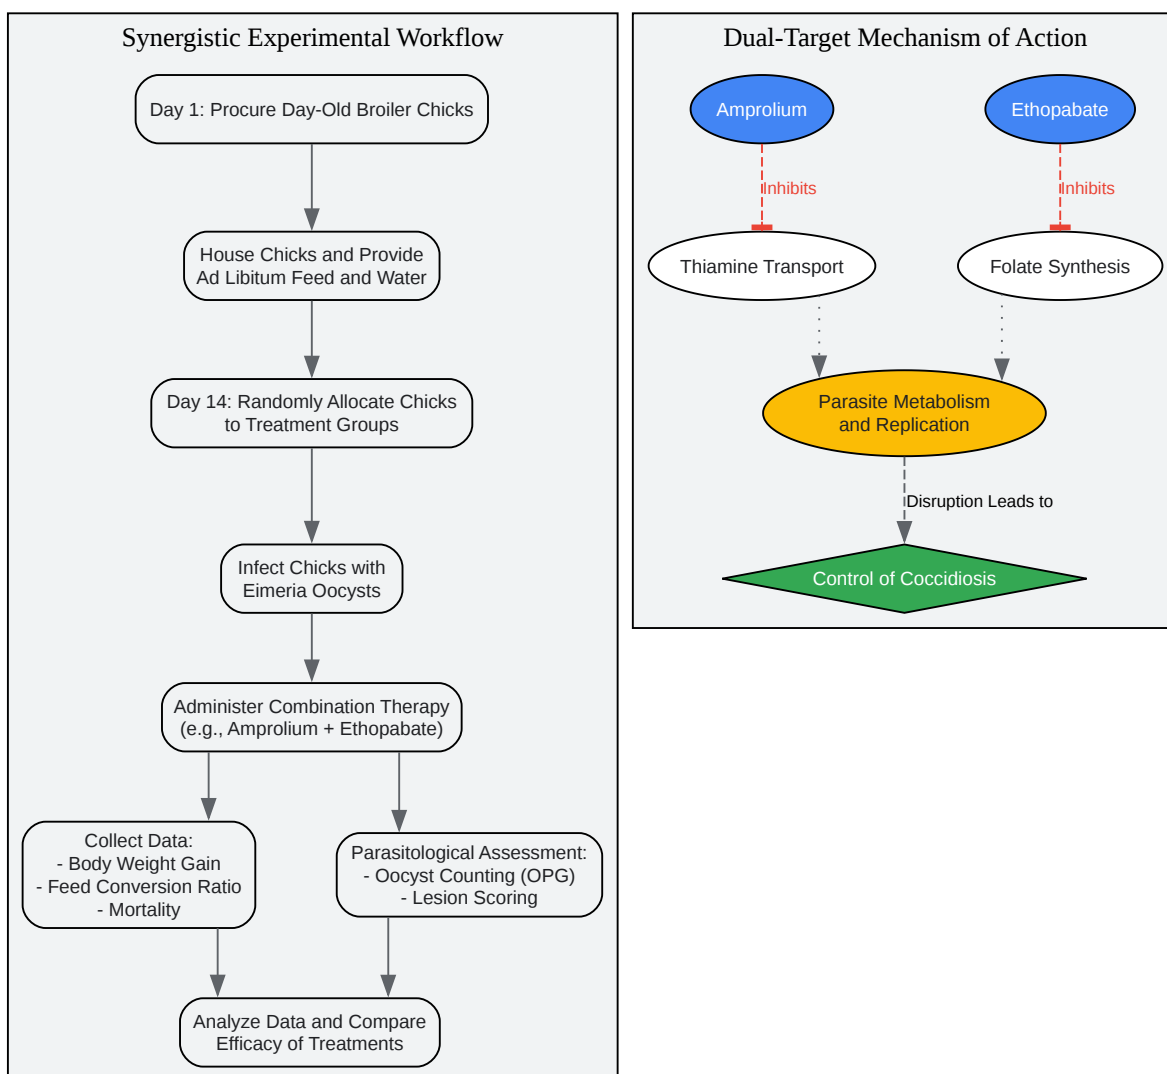 Synergistic Experimental Workflow
Day 1: Procure Day-Old Broiler Chicks
House Chicks and Provide
Ad Libitum Feed and Water
Day 14: Randomly Allocate Chicks
to Treatment Groups
Infect Chicks with
Eimeria Oocysts
Administer Combination Therapy
(e.g., Amprolium + Ethopabate)
Collect Data:
- Body Weight Gain
- Feed Conversion Ratio
- Mortality
Parasitological Assessment:
- Oocyst Counting (OPG)
- Lesion Scoring
Analyze Data and Compare
Efficacy of Treatments
Dual-Target Mechanism of Action
Amprolium
Ethopabate
Inhibits
Inhibits
Thiamine Transport
Folate Synthesis
Parasite Metabolism
and Replication
Disruption Leads to
Control of Coccidiosis